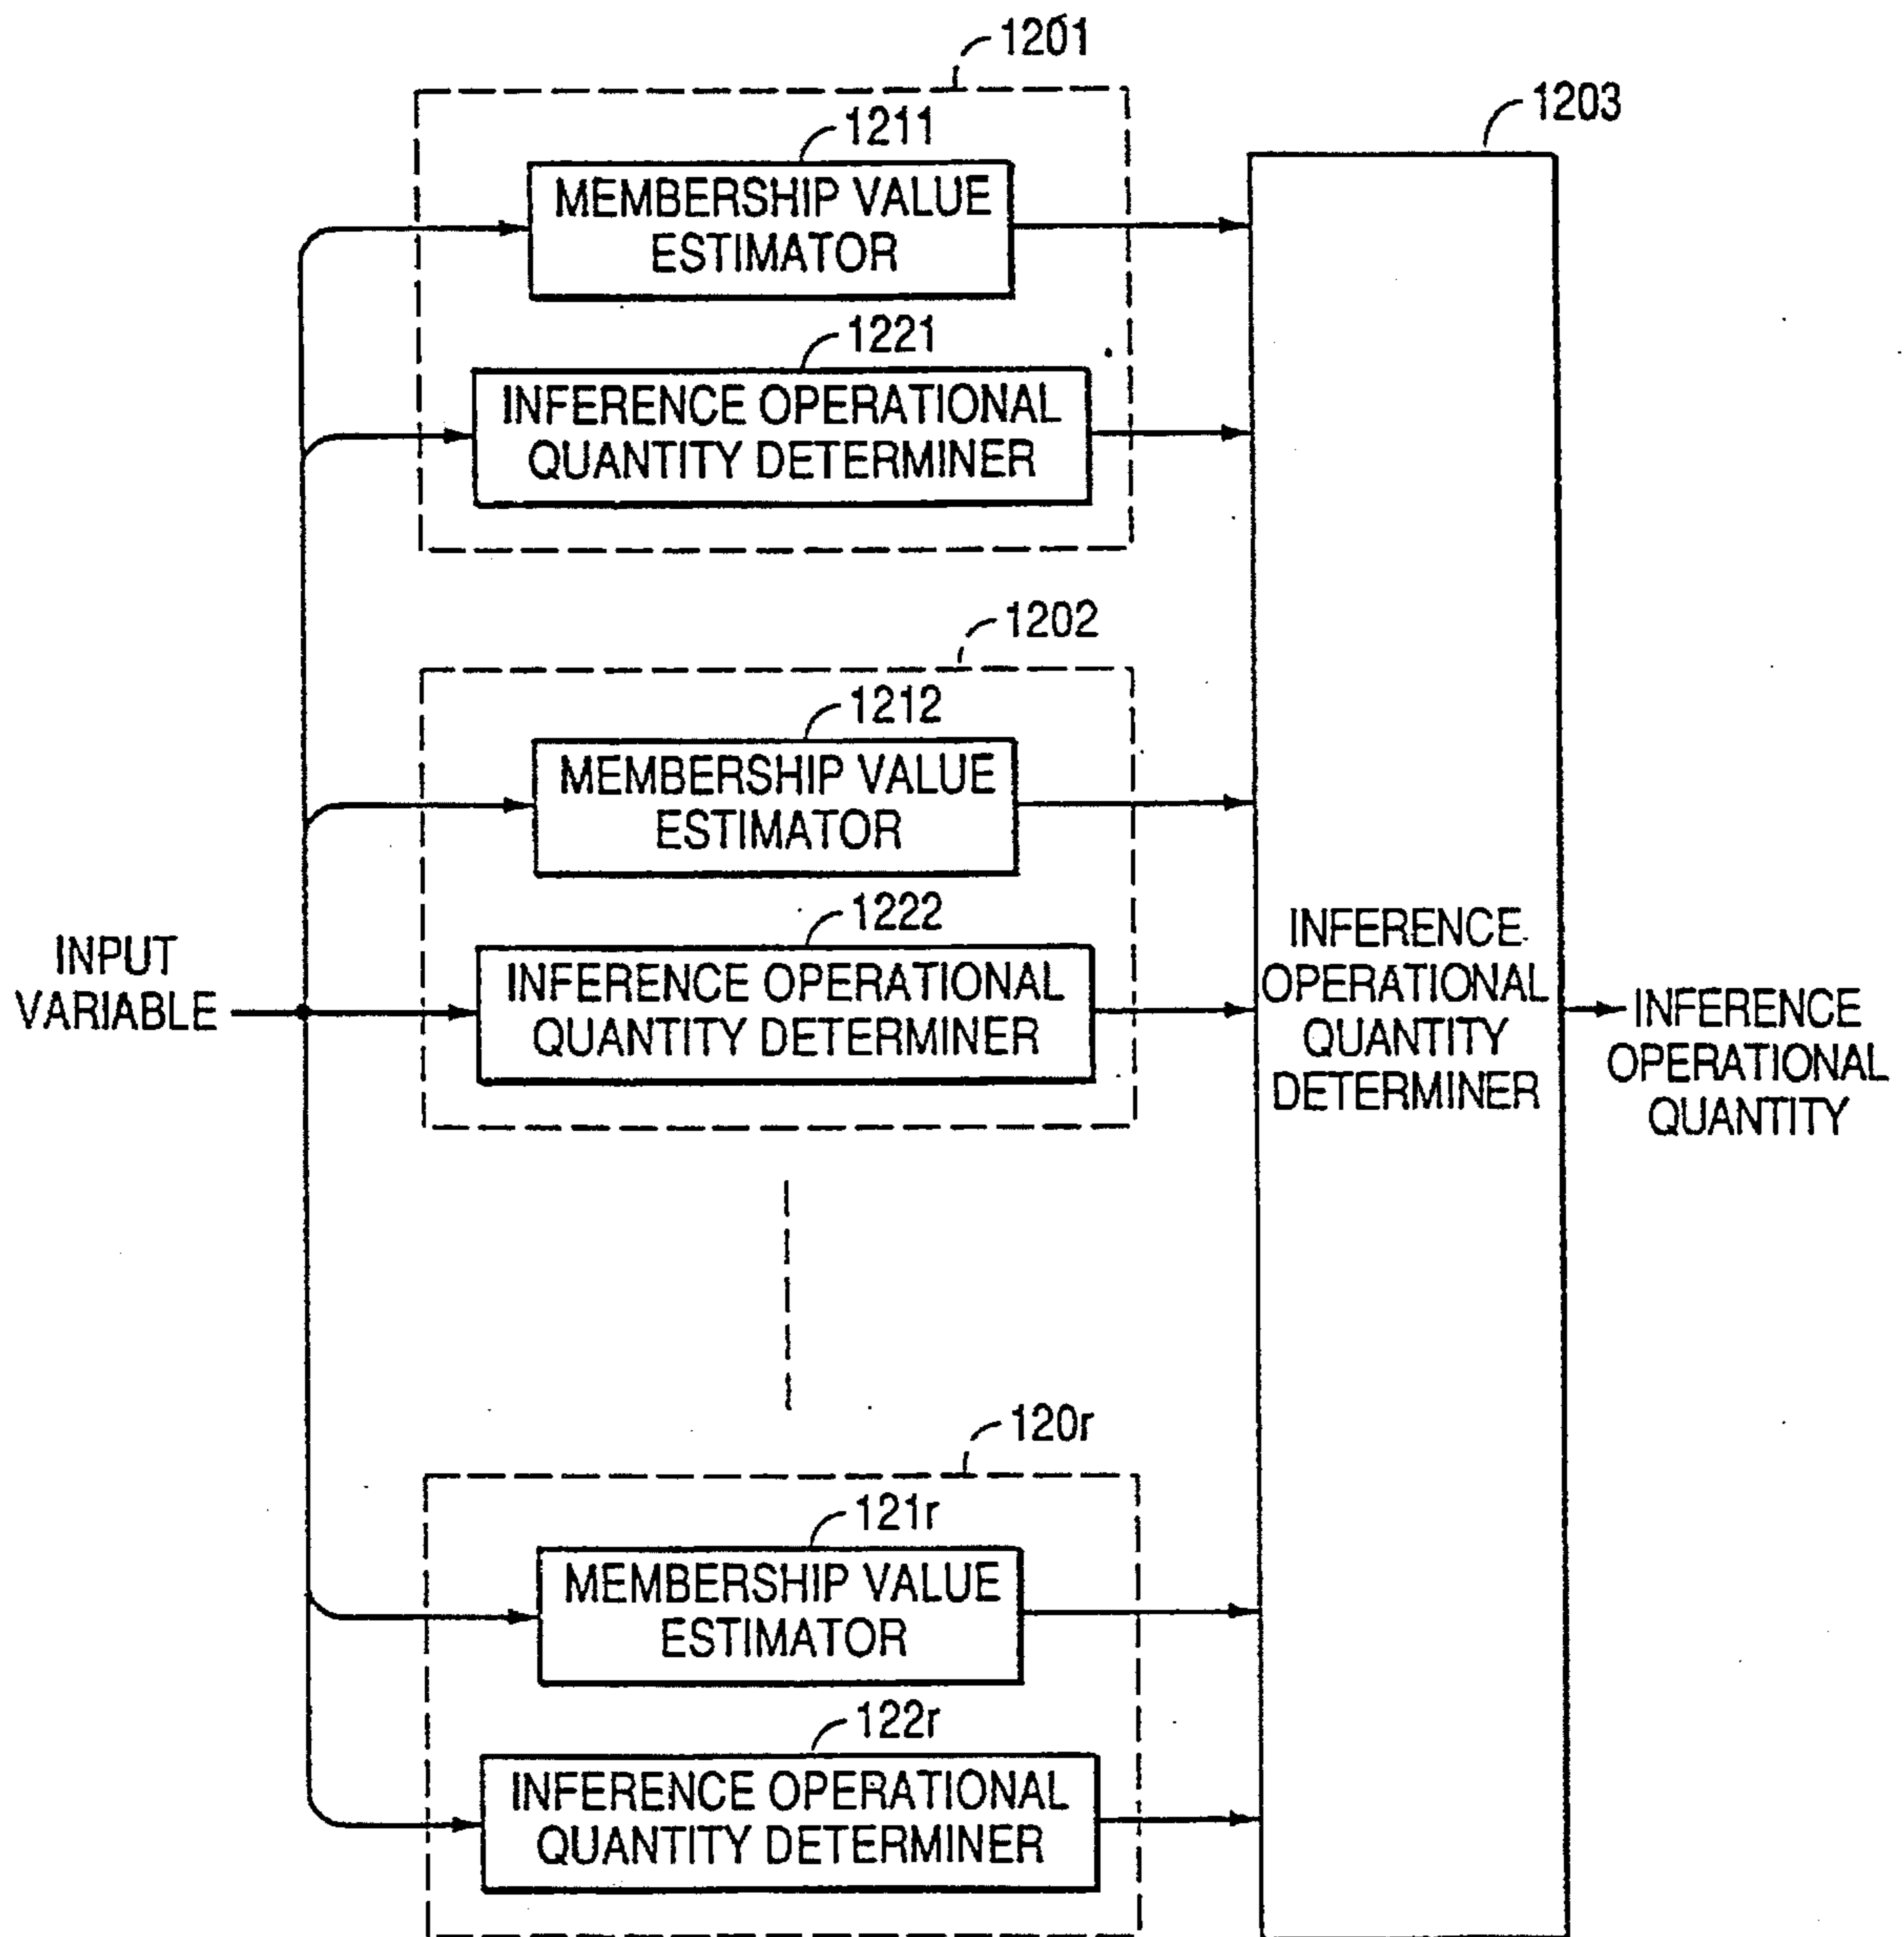 1201
1203
1211
MEMBERSHIP VALUE
ESTIMATOR
1221
INFERENCE OPERATIONAL
QUANTITY DETERMINER
1202
1212
MEMBERSHIP VALUE
ESTIMATOR
1222
INFERENCE OPERATIONAL
QUANTITY DETERMINER
INPUT
VARIABLE
INFERENCE
OPERATIONAL
QUANTITY
DETERMINER
INFERENCE
OPERATIONAL
QUANTITY
120r
121r
MEMBERSHIP VALUE
ESTIMATOR
122r
INFERENCE OPERATIONAL
QUANTITY DETERMINER